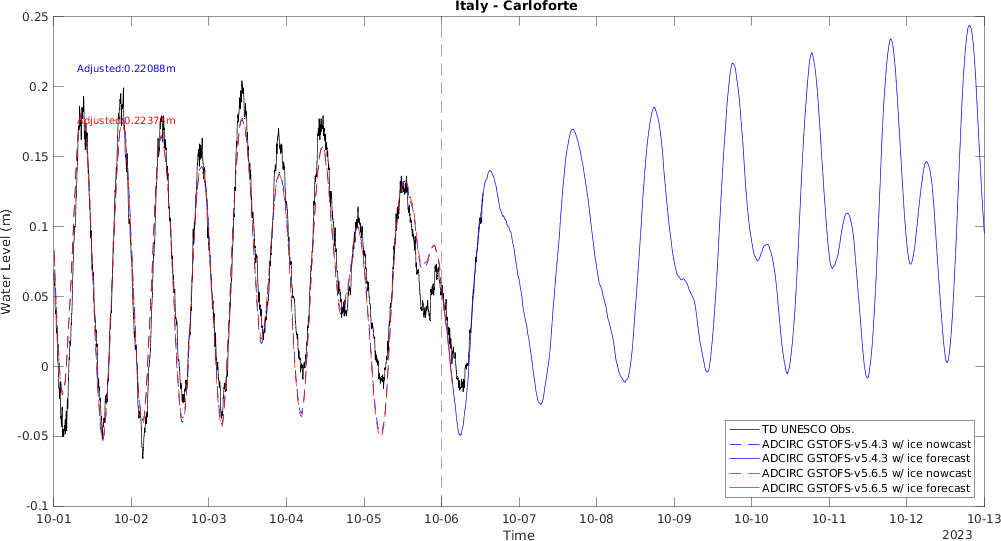 Italy - Carloforte
0.25
0.2
0.15
0.1
0.05
0
-0.05
-0.1
Water Level (m)
Adjusted:0.22088m
TD UNESCO Obs.
ADCIRC GSTOFS-v5.4.3 w/ ice nowcast
ADCIRC GSTOFS-v5.4.3 w/ ice forecast
ADCIRC GSTOFS-v5.6.5 w/ ice nowcast
ADCIRC GSTOFS-v5.6.5 w/ ice forecast
10-01 10-02 10-03 10-04 10-05 10-06 10-07 10-08 10-09 10-10 10-11 10-12 10-13
Time
2023